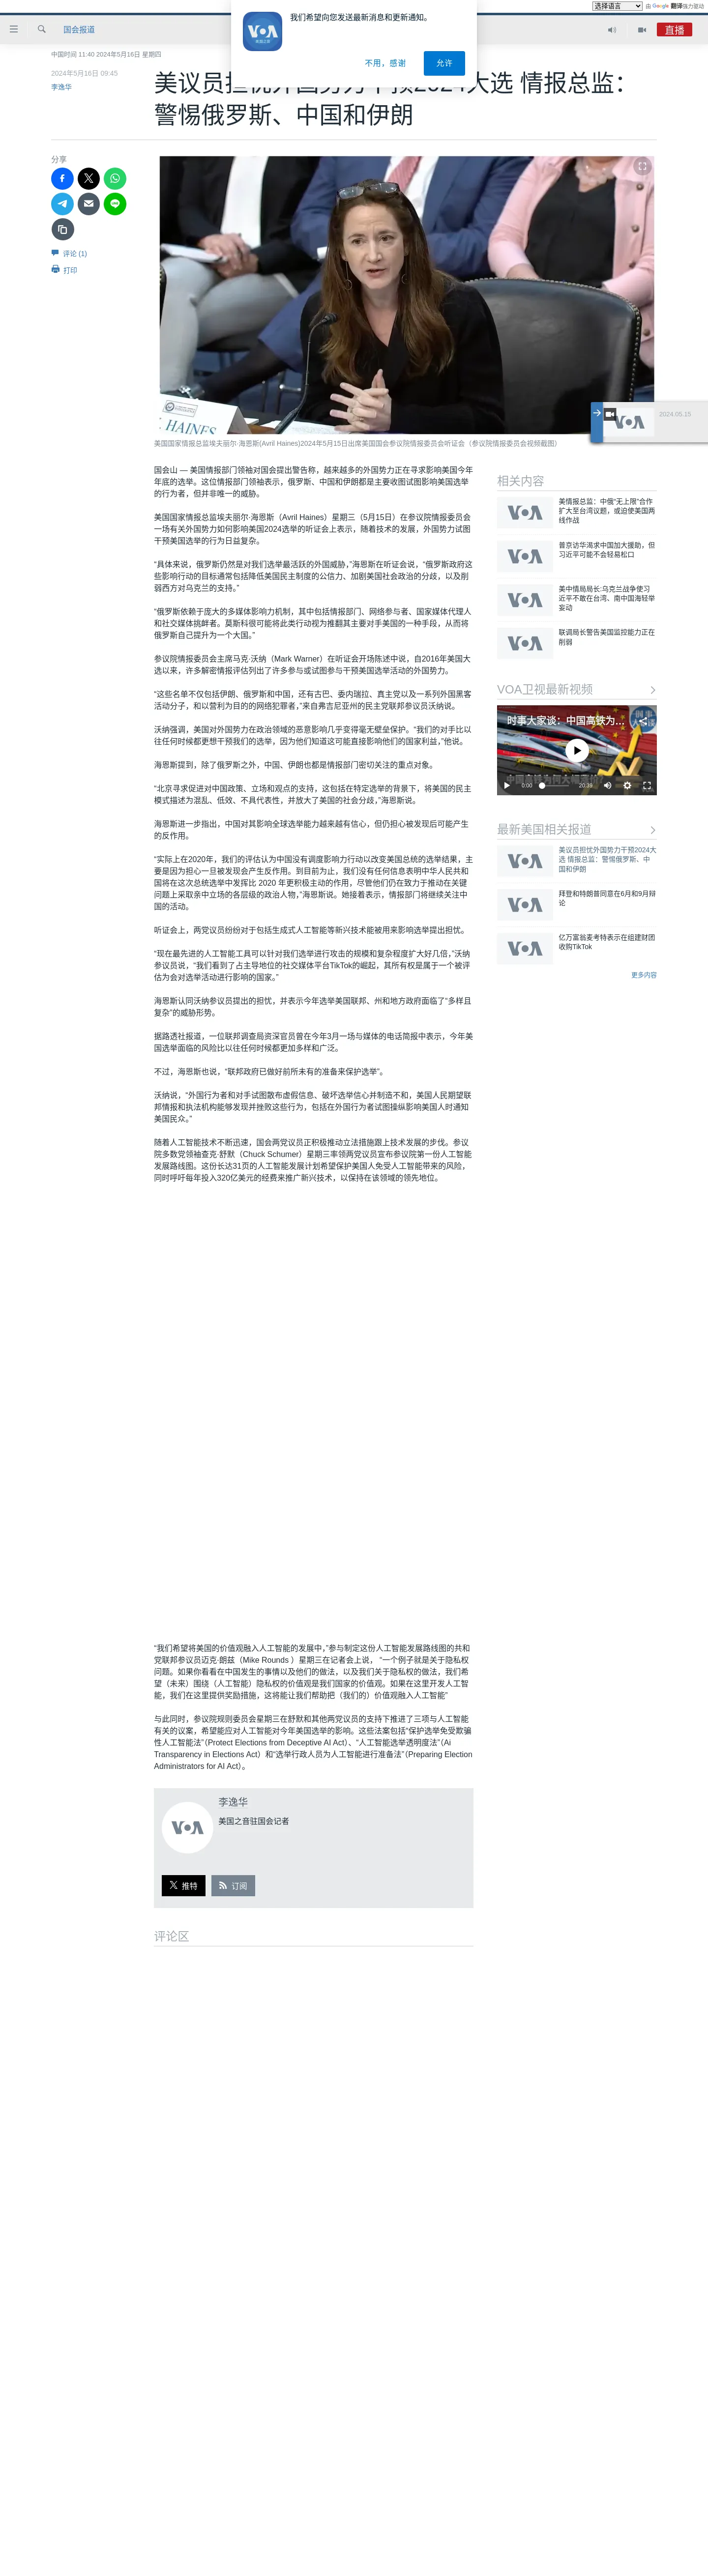 选择语言
由 Google 翻译强力驱动
我们希望向您发送最新消息和更新通知。
VOA
不用，感谢
允许
国会报道
直播
中国时间 11:40 2024年5月16日 星期四
2024年5月16日 09:45
李逸华
美议员担忧外国势力干预2024大选 情报总监：
警惕俄罗斯、中国和伊朗
分享
评论 (1)
打印
HAINES
2024.05.15
VOA
美国国家情报总监埃夫丽尔·海恩斯(Avril Haines)2024年5月15日出席美国国会参议院情报委员会听证会（参议院情报委员会视频截图）
国会山 — 美国情报部门领袖对国会提出警告称，越来越多的外国势力正在寻求影响美国今年
年底的选举。这位情报部门领袖表示，俄罗斯、中国和伊朗都是主要收图试图影响美国选举
的行为者，但并非唯一的威胁。
美国国家情报总监埃夫丽尔·海恩斯（Avril Haines）星期三（5月15日）在参议院情报委员会
一场有关外国势力如何影响美国2024选举的听证会上表示，随着技术的发展，外国势力试图
干预美国选举的行为日益复杂。
“具体来说，俄罗斯仍然是对我们选举最活跃的外国威胁，”海恩斯在听证会说，“俄罗斯政府这
些影响行动的目标通常包括降低美国民主制度的公信力、加剧美国社会政治的分歧，以及削
弱西方对乌克兰的支持。”
“俄罗斯依赖于庞大的多媒体影响力机制，其中包括情报部门、网络参与者、国家媒体代理人
和社交媒体挑衅者。莫斯科很可能将此类行动视为推翻其主要对手美国的一种手段，从而将
俄罗斯自己提升为一个大国。”
参议院情报委员会主席马克·沃纳（Mark Warner）在听证会开场陈述中说，自2016年美国大
选以来，许多解密情报评估列出了许多参与或试图参与干预美国选举活动的外国势力。
“这些名单不仅包括伊朗、俄罗斯和中国，还有古巴、委内瑞拉、真主党以及一系列外国黑客
活动分子，和以营利为目的的网络犯罪者，”来自弗吉尼亚州的民主党联邦参议员沃纳说。
沃纳强调，美国对外国势力在政治领域的恶意影响几乎变得毫无壁垒保护。“我们的对手比以
往任何时候都更想干预我们的选举，因为他们知道这可能直接影响他们的国家利益，”他说。
海恩斯提到，除了俄罗斯之外，中国、伊朗也都是情报部门密切关注的重点对象。
“北京寻求促进对中国政策、立场和观点的支持，这包括在特定选举的背景下，将美国的民主
模式描述为混乱、低效、不具代表性，并放大了美国的社会分歧，”海恩斯说。
海恩斯进一步指出，中国对其影响全球选举能力越来越有信心，但仍担心被发现后可能产生
的反作用。
“实际上在2020年，我们的评估认为中国没有调度影响力行动以改变美国总统的选举结果，主
要是因为担心一旦被发现会产生反作用。到目前为止，我们没有任何信息表明中华人民共和
国将在这次总统选举中发挥比 2020 年更积极主动的作用，尽管他们仍在致力于推动在关键
问题上采取亲中立场的各层级的政治人物，”海恩斯说。她接着表示，情报部门将继续关注中
国的活动。
听证会上，两党议员纷纷对于包括生成式人工智能等新兴技术能被用来影响选举提出担忧。
“现在最先进的人工智能工具可以针对我们选举进行攻击的规模和复杂程度扩大好几倍，”沃纳
参议员说，“我们看到了占主导地位的社交媒体平台TikTok的崛起，其所有权是属于一个被评
估为会对选举活动进行影响的国家。”
海恩斯认同沃纳参议员提出的担忧，并表示今年选举美国联邦、州和地方政府面临了“多样且
复杂”的威胁形势。
据路透社报道，一位联邦调查局资深官员曾在今年3月一场与媒体的电话简报中表示，今年美
国选举面临的风险比以往任何时候都更加多样和广泛。
不过，海恩斯也说，“联邦政府已做好前所未有的准备来保护选举”。
沃纳说，“外国行为者和对手试图散布虚假信息、破坏选举信心并制造不和，美国人民期望联
邦情报和执法机构能够发现并挫败这些行为，包括在外国行为者试图操纵影响美国人时通知
美国民众。”
随着人工智能技术不断迅速，国会两党议员正积极推动立法措施跟上技术发展的步伐。参议
院多数党领袖查克·舒默（Chuck Schumer）星期三率领两党议员宣布参议院第一份人工智能
发展路线图。这份长达31页的人工智能发展计划希望保护美国人免受人工智能带来的风险，
同时呼吁每年投入320亿美元的经费来推广新兴技术，以保持在该领域的领先地位。
“我们希望将美国的价值观融入人工智能的发展中，”参与制定这份人工智能发展路线图的共和
党联邦参议员迈克·朗兹（Mike Rounds ）星期三在记者会上说， “一个例子就是关于隐私权
问题。如果你看看在中国发生的事情以及他们的做法，以及我们关于隐私权的做法，我们希
望（未来）围绕（人工智能）隐私权的价值观是我们国家的价值观。如果在这里开发人工智
能，我们在这里提供奖励措施，这将能让我们帮助把（我们的）价值观融入人工智能”
与此同时，参议院规则委员会星期三在舒默和其他两党议员的支持下推进了三项与人工智能
有关的议案，希望能应对人工智能对今年美国选举的影响。这些法案包括“保护选举免受欺骗
性人工智能法”（Protect Elections from Deceptive AI Act）、“人工智能选举透明度法”（Ai
Transparency in Elections Act）和“选举行政人员为人工智能进行准备法”（Preparing Election
Administrators for AI Act）。
李逸华
美国之音驻国会记者
VOA
推特
订阅
评论区
相关内容
VOA
美情报总监：中俄“无上限”合作
扩大至台湾议题，或迫使美国两
线作战
VOA
普京访华渴求中国加大援助，但
习近平可能不会轻易松口
VOA
美中情局局长:乌克兰战争使习
近平不敢在台湾、南中国海轻举
妄动
VOA
联调局长警告美国监控能力正在
削弱
VOA卫视最新视频
时事大家谈：中国高铁为…
0:00
20:39
最新美国相关报道
VOA
美议员担忧外国势力干预2024大
选 情报总监：警惕俄罗斯、中
国和伊朗
VOA
拜登和特朗普同意在6月和9月辩
论
VOA
亿万富翁麦考特表示在组建财团
收购TikTok
更多内容